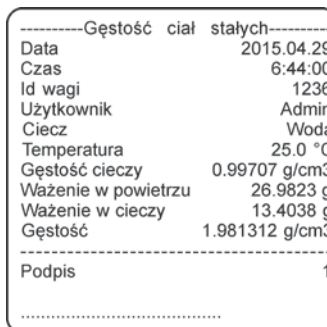 ----------Gęstość ciał stałych----------
Data 2015.04.29
Czas 6:44:00
Id wagi 1236
Użytkownik Admin
Ciecz Woda
Temperatura 25.0 °C
Gęstość cieczy 0.99707 g/cm3
Ważenie w powietrzu 26.9823 g
Ważenie w cieczy 13.4038 g
Gęstość 1.981312 g/cm3
----------------------------------------
Podpis 1
........................................